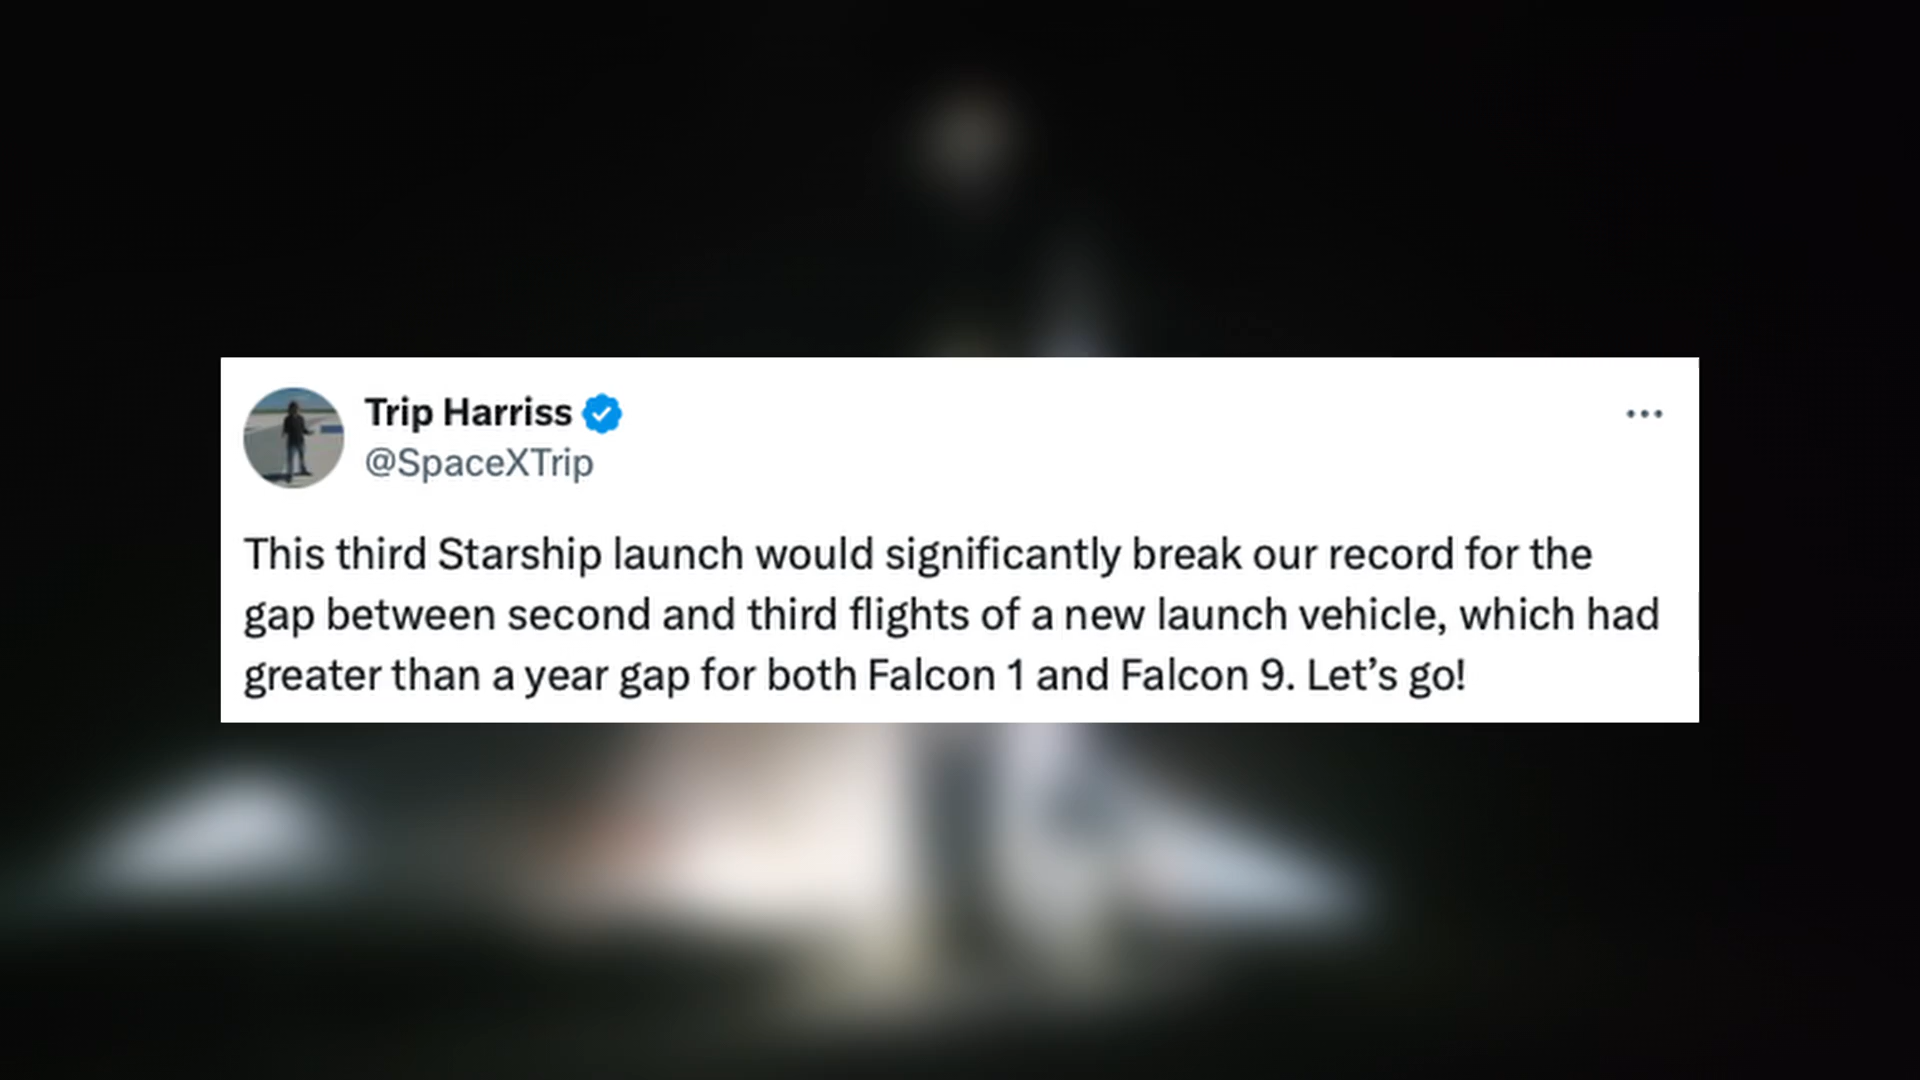 Trip Harriss
@SpaceXTrip
This third Starship launch would significantly break our record for the
gap between second and third flights of a new launch vehicle, which had
greater than a year gap for both Falcon 1 and Falcon 9. Let’s go!